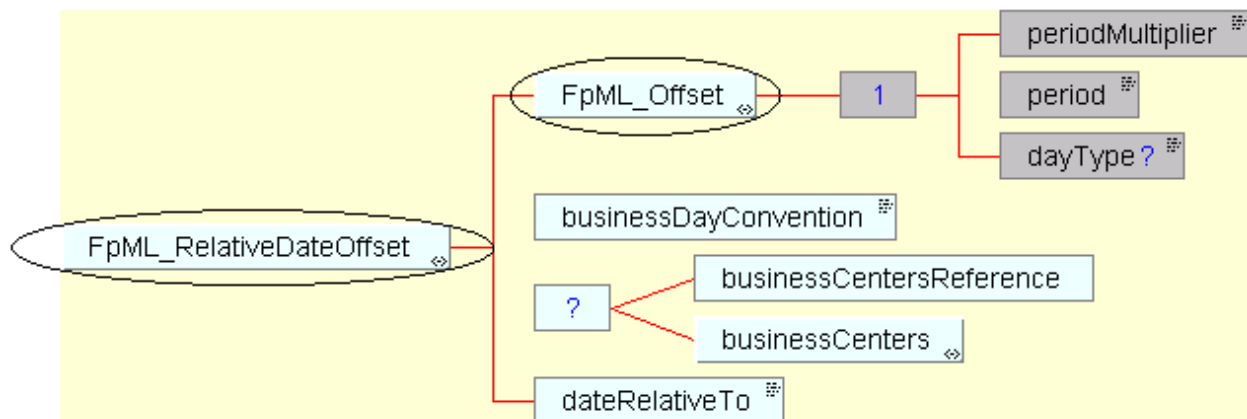 periodMultiplier
FpML_Offset
1
period
dayType?
businessDayConvention
FpML_RelativeDateOffset
businessCentersReference
?
businessCenters
dateRelativeTo